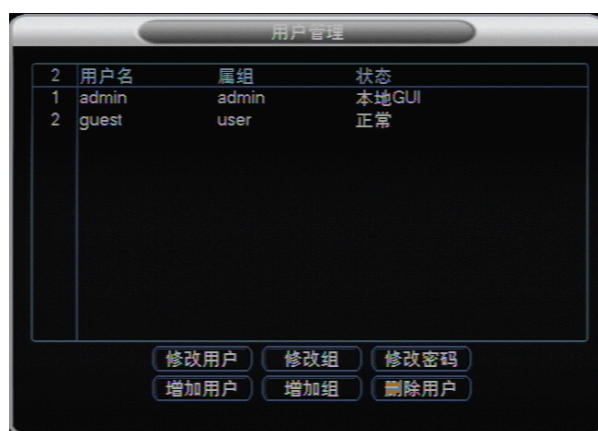 用户管理
2 用户名 属组 状态
1 admin admin 本地GUI
2 guest user 正常
修改用户 修改组 修改密码
增加用户 增加组 删除用户